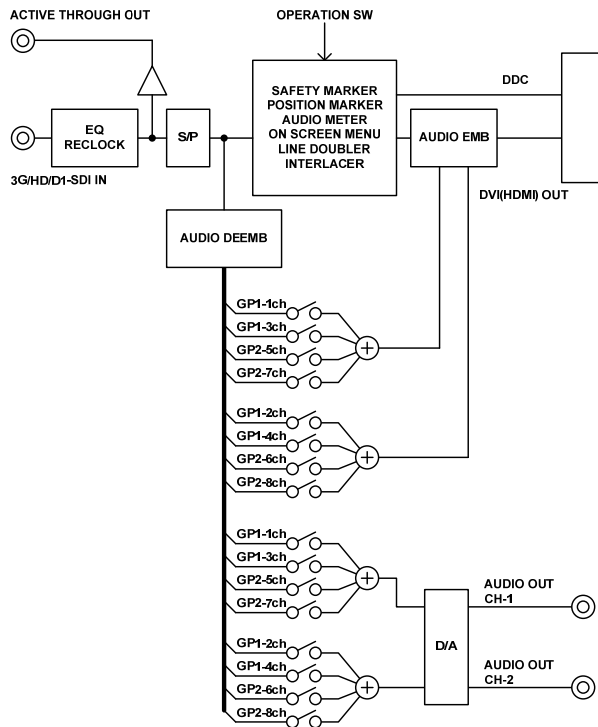 ACTIVE THROUGH OUT
OPERATION SW
EQ
RECLOCK
S/P
SAFETY MARKER
POSITION MARKER
AUDIO METER
ON SCREEN MENU
LINE DOUBLER
INTERLACER
DDC
AUDIO EMB
3G/HD/D1-SDI IN
DVI(HDMI) OUT
AUDIO DEEMB
GP1-1ch
GP1-3ch
GP2-5ch
GP2-7ch
GP1-2ch
GP1-4ch
GP2-6ch
GP2-8ch
GP1-1ch
GP1-3ch
GP2-5ch
GP2-7ch
AUDIO OUT
CH-1
D/A
GP1-2ch
GP1-4ch
GP2-6ch
GP2-8ch
AUDIO OUT
CH-2